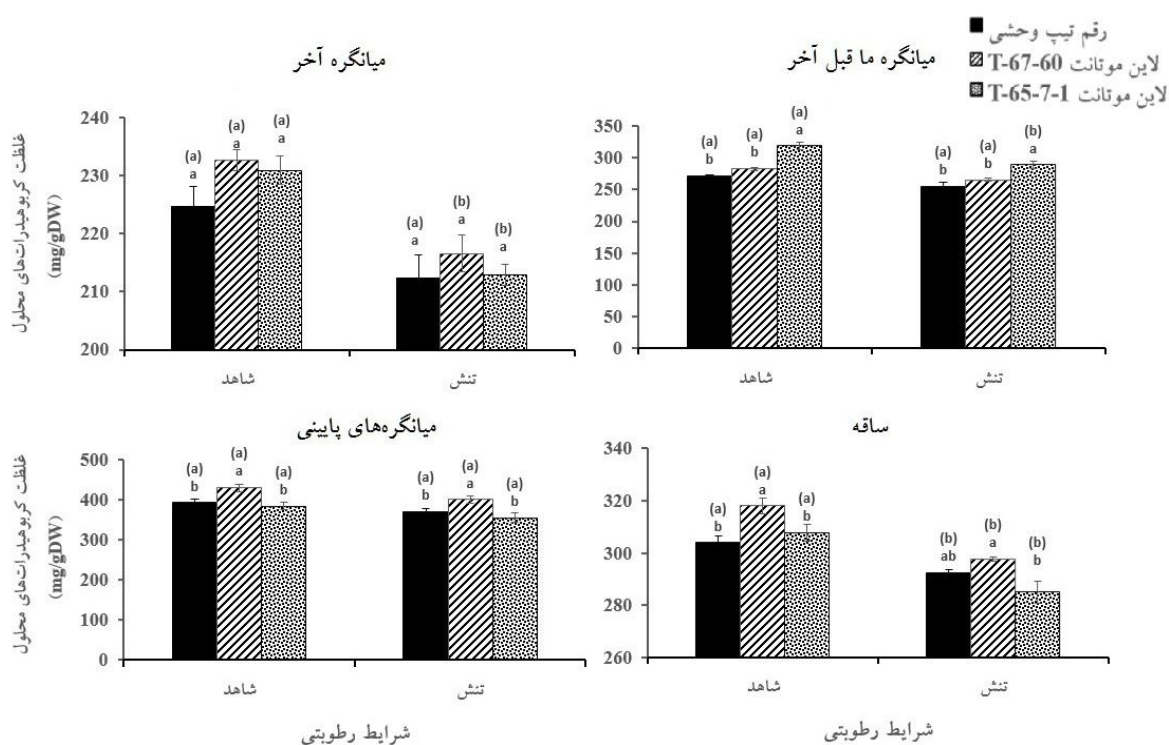 رقم تیپ وحشی
لاین موتانت T-67-60
لاین موتانت T-65-7-1
میانگره آخر
غلظت کربوهیدرات‌های محلول
(mg/gDW)
240
230
220
210
200
(a) (a) (a)
a a a
(a) (b) (b)
a a a
شاهد تنش
میانگره ما قبل آخر
350
300
250
200
150
100
50
0
(a) (a) (a)
b b a
(a) (a) (b)
b b a
شاهد تنش
میانگره‌های پایینی
غلظت کربوهیدرات‌های محلول
(mg/gDW)
500
400
300
200
100
0
(a) (a) (a)
b a b
(a) (a) (a)
b a b
شاهد تنش
شرایط رطوبتی
ساقه
340
320
300
280
260
(a) (a) (a)
b a b
(b) (b) (b)
ab a b
شاهد تنش
شرایط رطوبتی